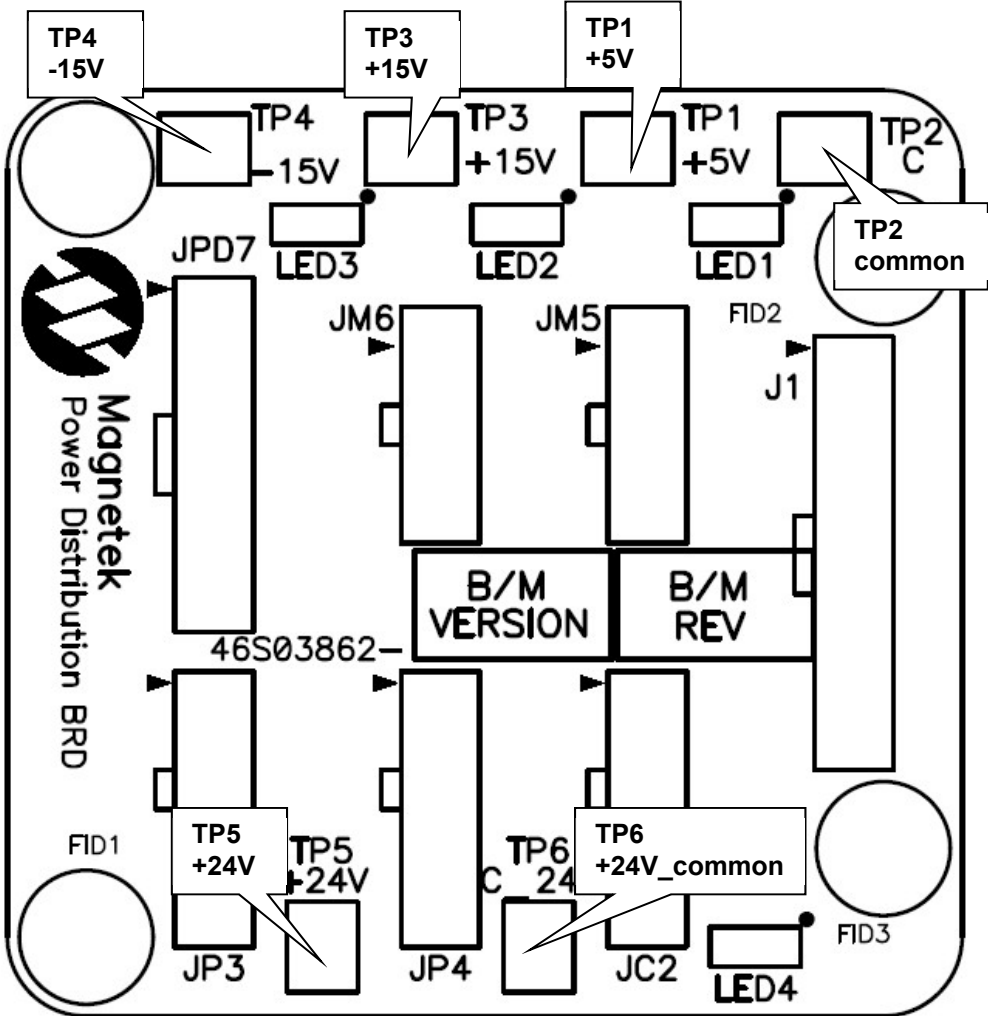 TP4
-15V
TP3
+15V
TP1
+5V
TP4
-15V
TP3
+15V
TP1
+5V
TP2
C
TP2
common
LED3
LED2
LED1
JPD7
JM6
JM5
FID2
J1
Magnetek
Power Distribution BRD
B/M
VERSION
B/M
REV
46S03862-
TP5
+24V
TP5
+24V
TP6
+24V_common
TP6
C_24
FID1
FID3
JP3
JP4
JC2
LED4